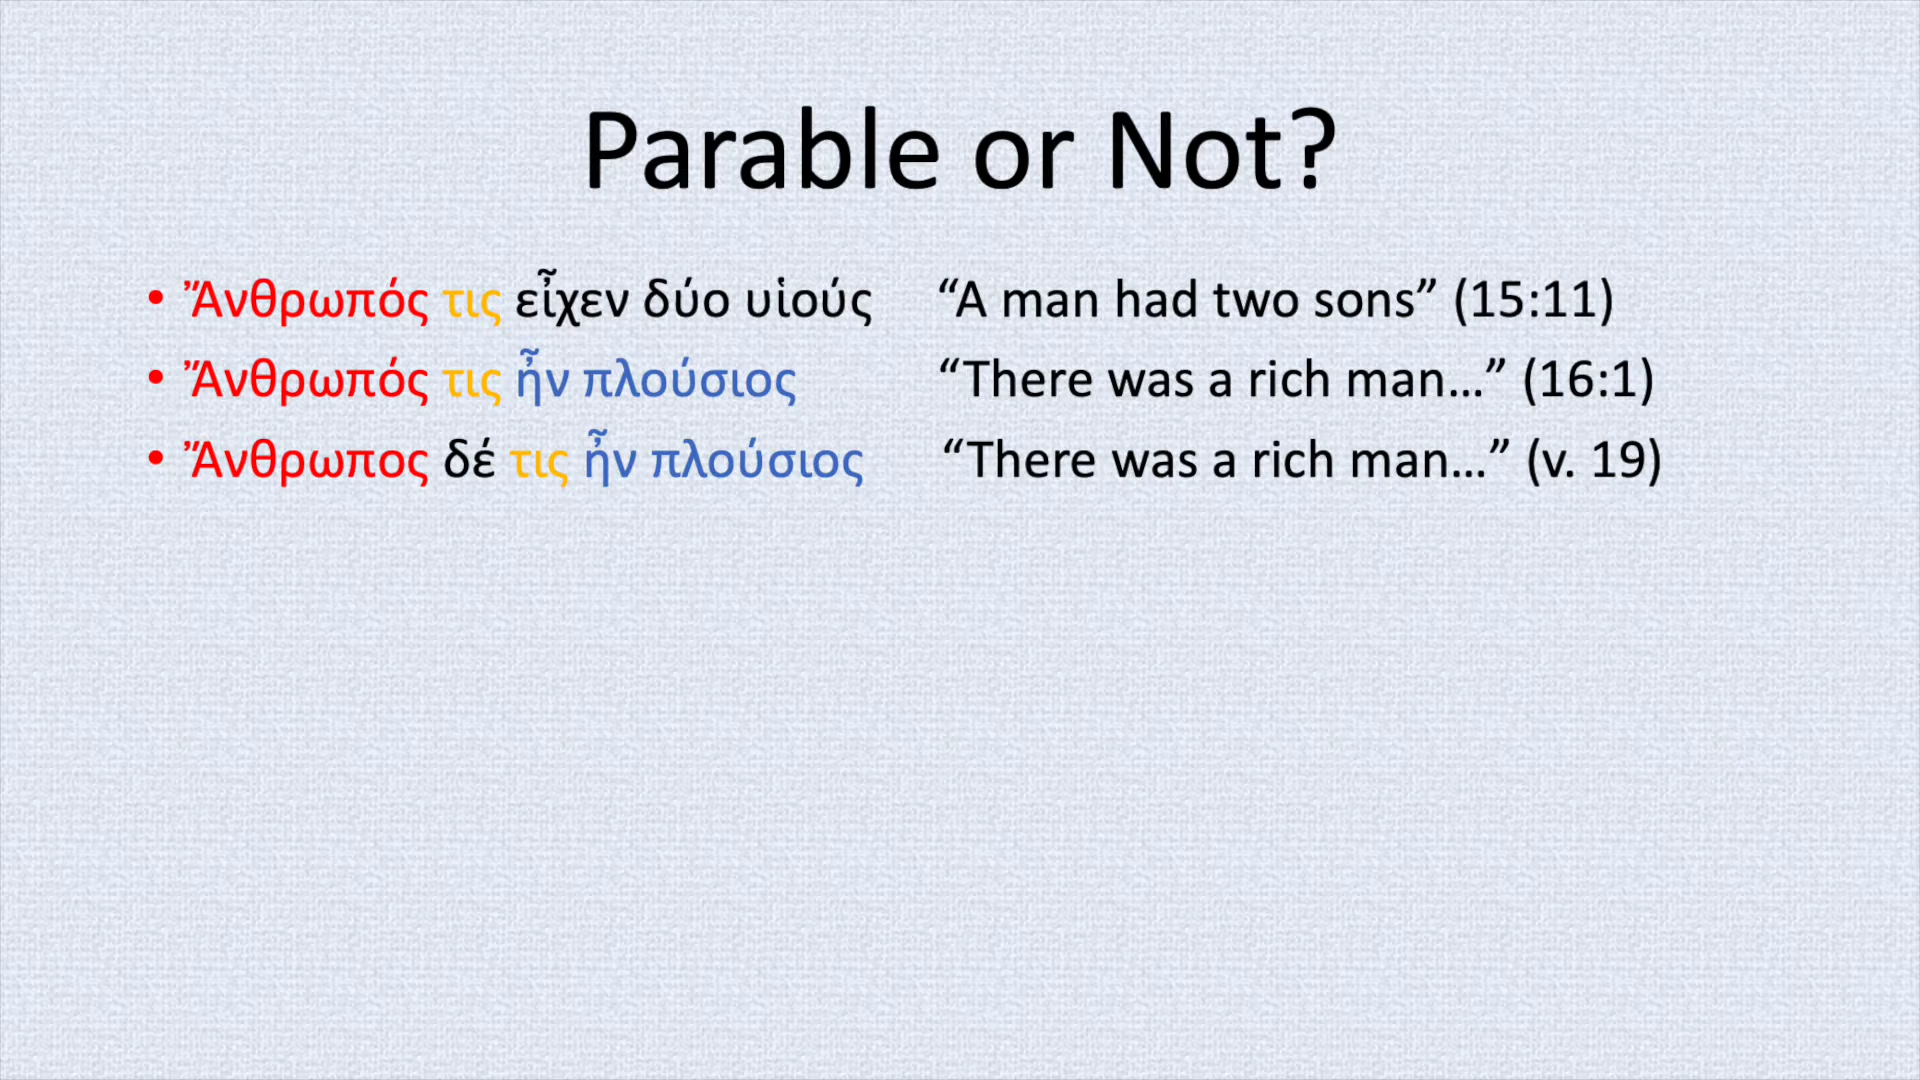 Parable or Not?
• Ἄνθρωπός τις εἶχεν δύο υἱούς “A man had two sons” (15:11)
• Ἄνθρωπός τις ἦν πλούσιος “There was a rich man…” (16:1)
• Ἄνθρωπος δέ τις ἦν πλούσιος “There was a rich man…” (v. 19)